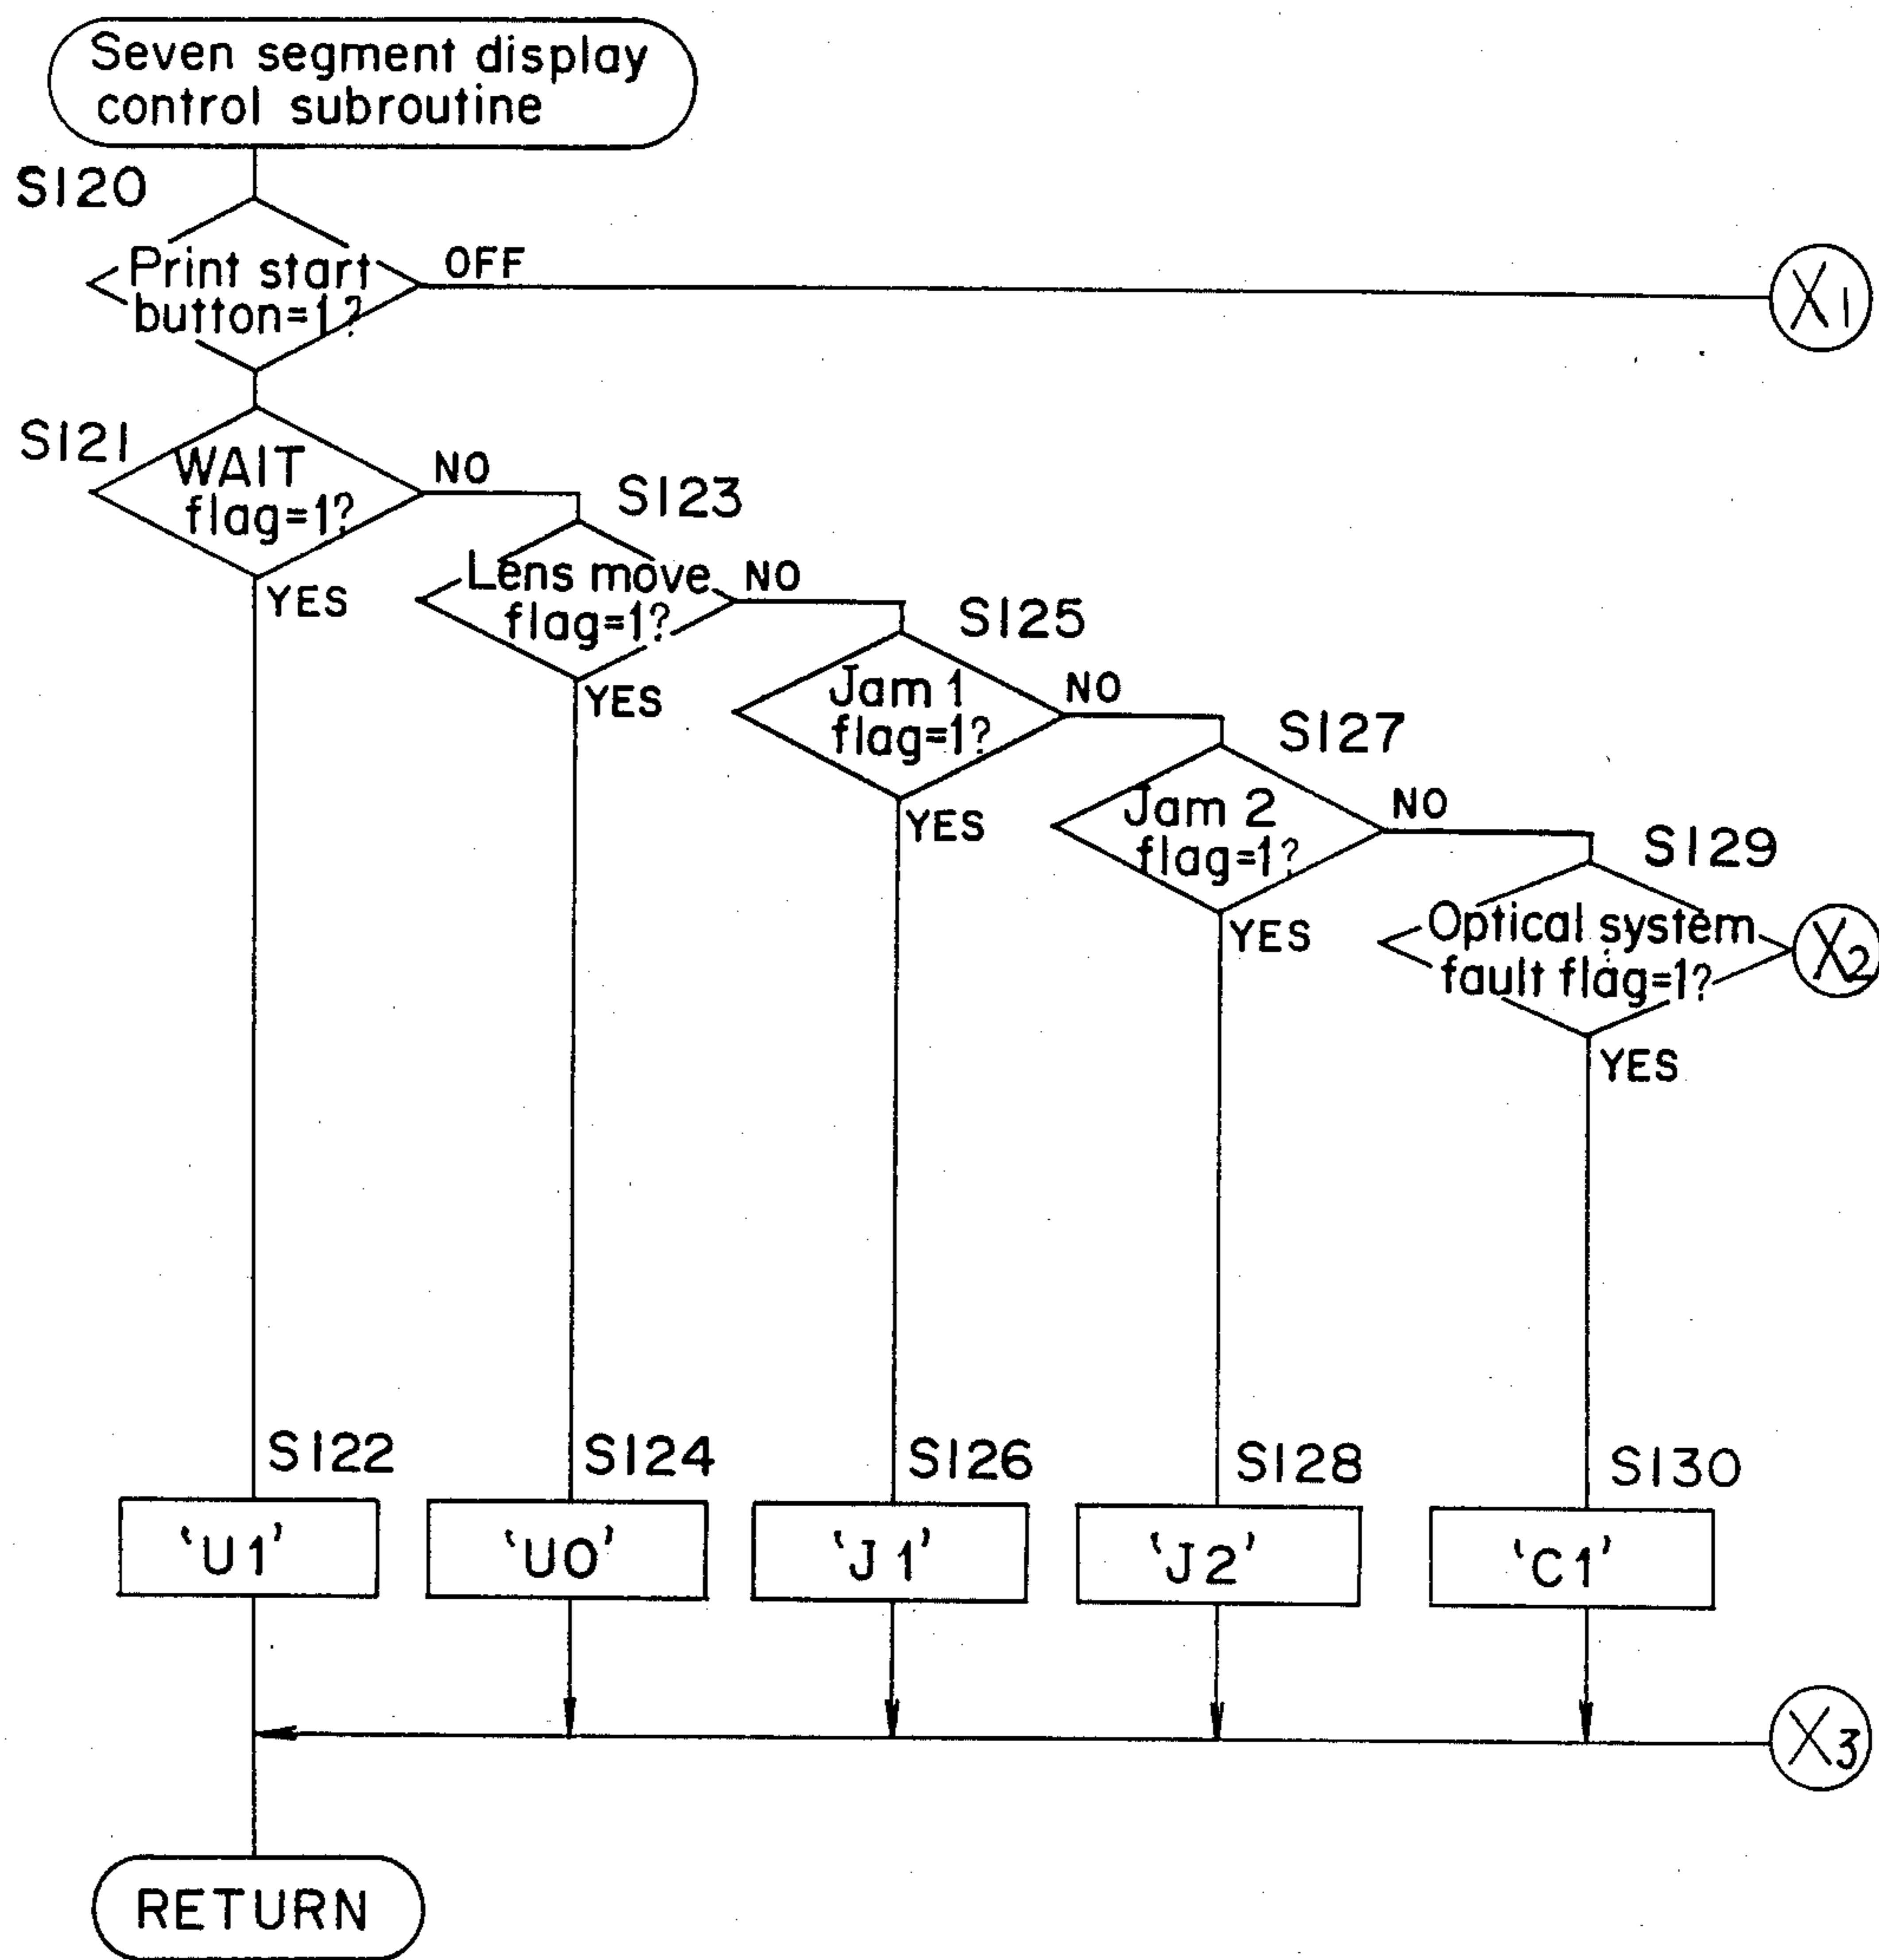 Seven segment display
control subroutine
S120
Print start
button=1?
OFF
X1
S121
WAIT
flag=1?
NO
YES
S123
Lens move
flag=1?
NO
YES
S125
Jam 1
flag=1?
NO
YES
S127
Jam 2
flag=1?
NO
YES
S129
Optical system
fault flag=1?
X2
YES
S122
'U1'
S124
'U0'
S126
'J1'
S128
'J2'
S130
'C1'
X3
RETURN